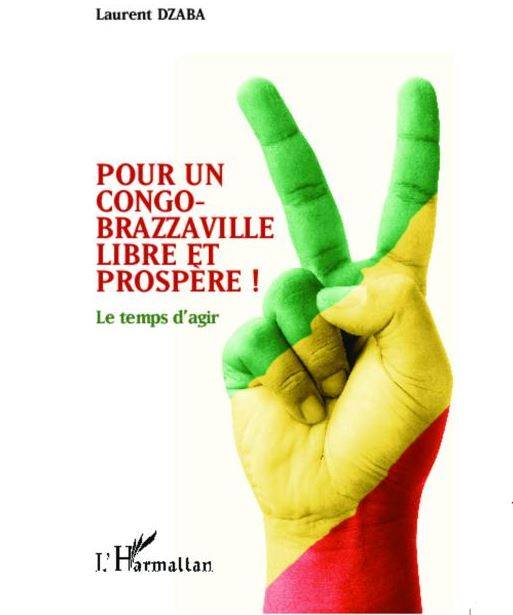 Laurent DZABA
POUR UN
CONGO-
BRAZZAVILLE
LIBRE ET
PROSPÈRE !
Le temps d'agir
L'Harmattan